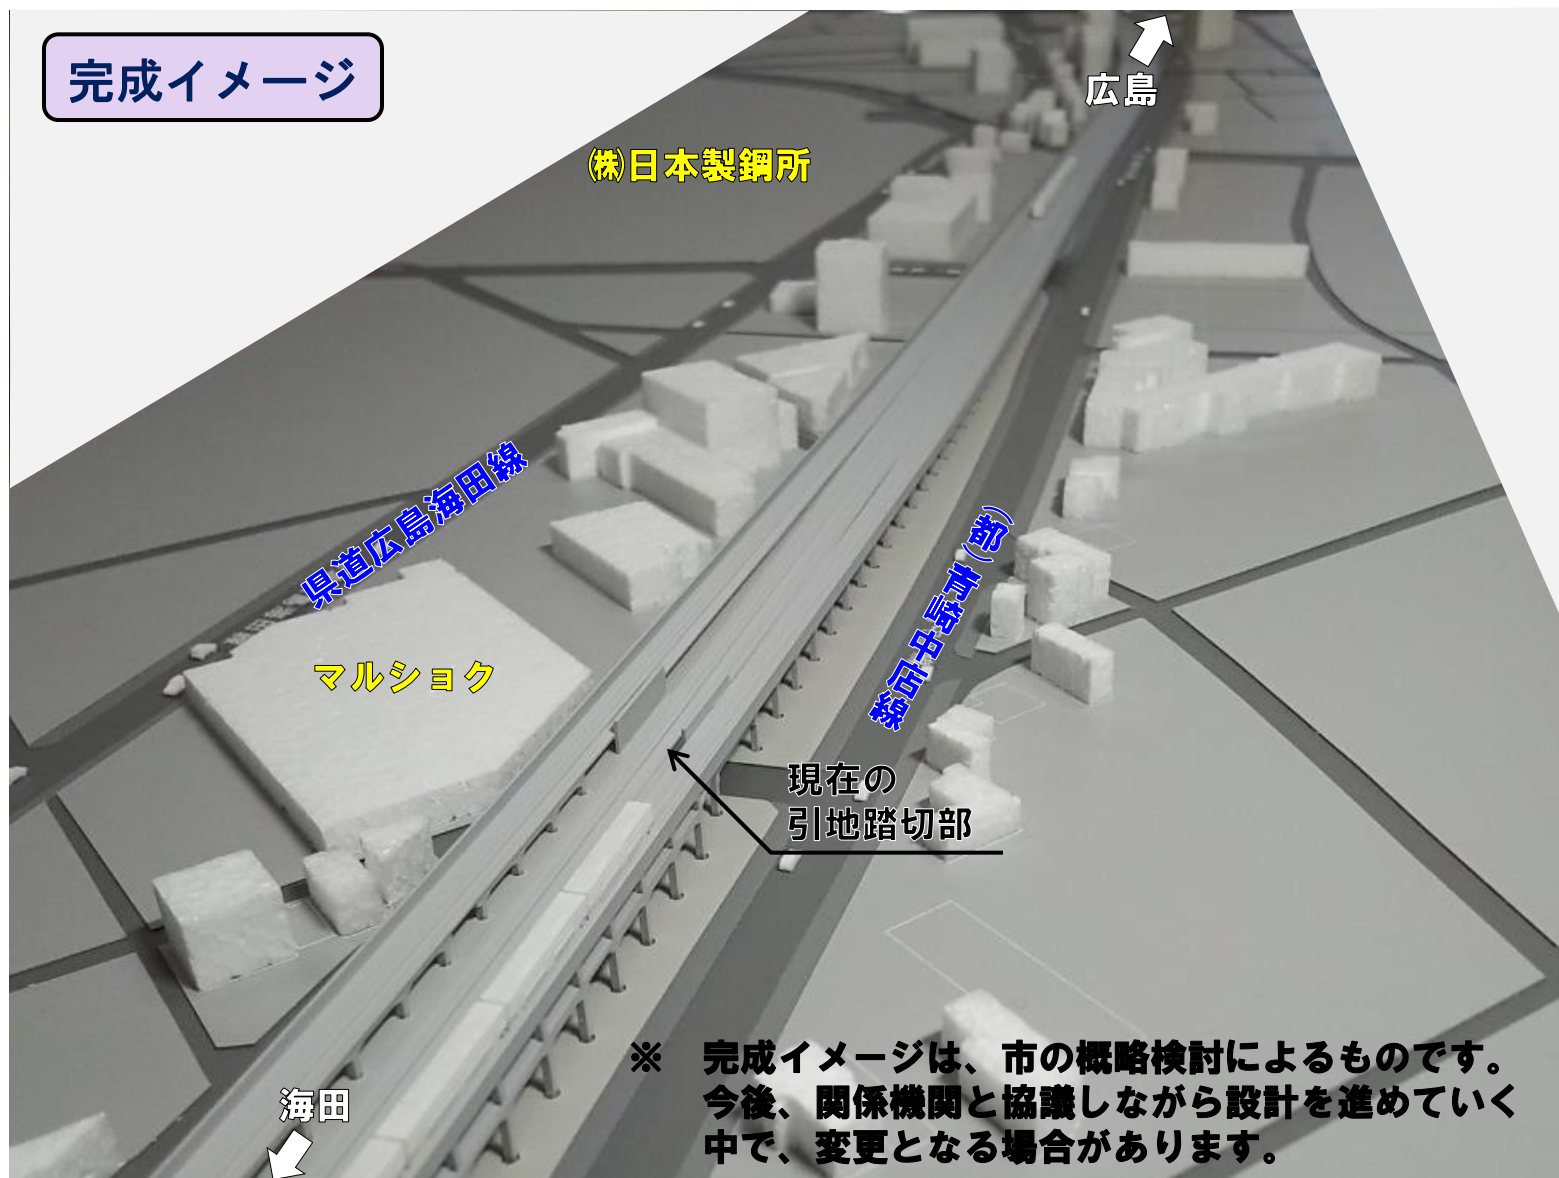 完成イメージ
広島
㈱日本製鋼所
県道広島海田線
マルショク
(都)青崎中店線
現在の
引地踏切部
海田
※　完成イメージは、市の概略検討によるものです。
今後、関係機関と協議しながら設計を進めていく
中で、変更となる場合があります。